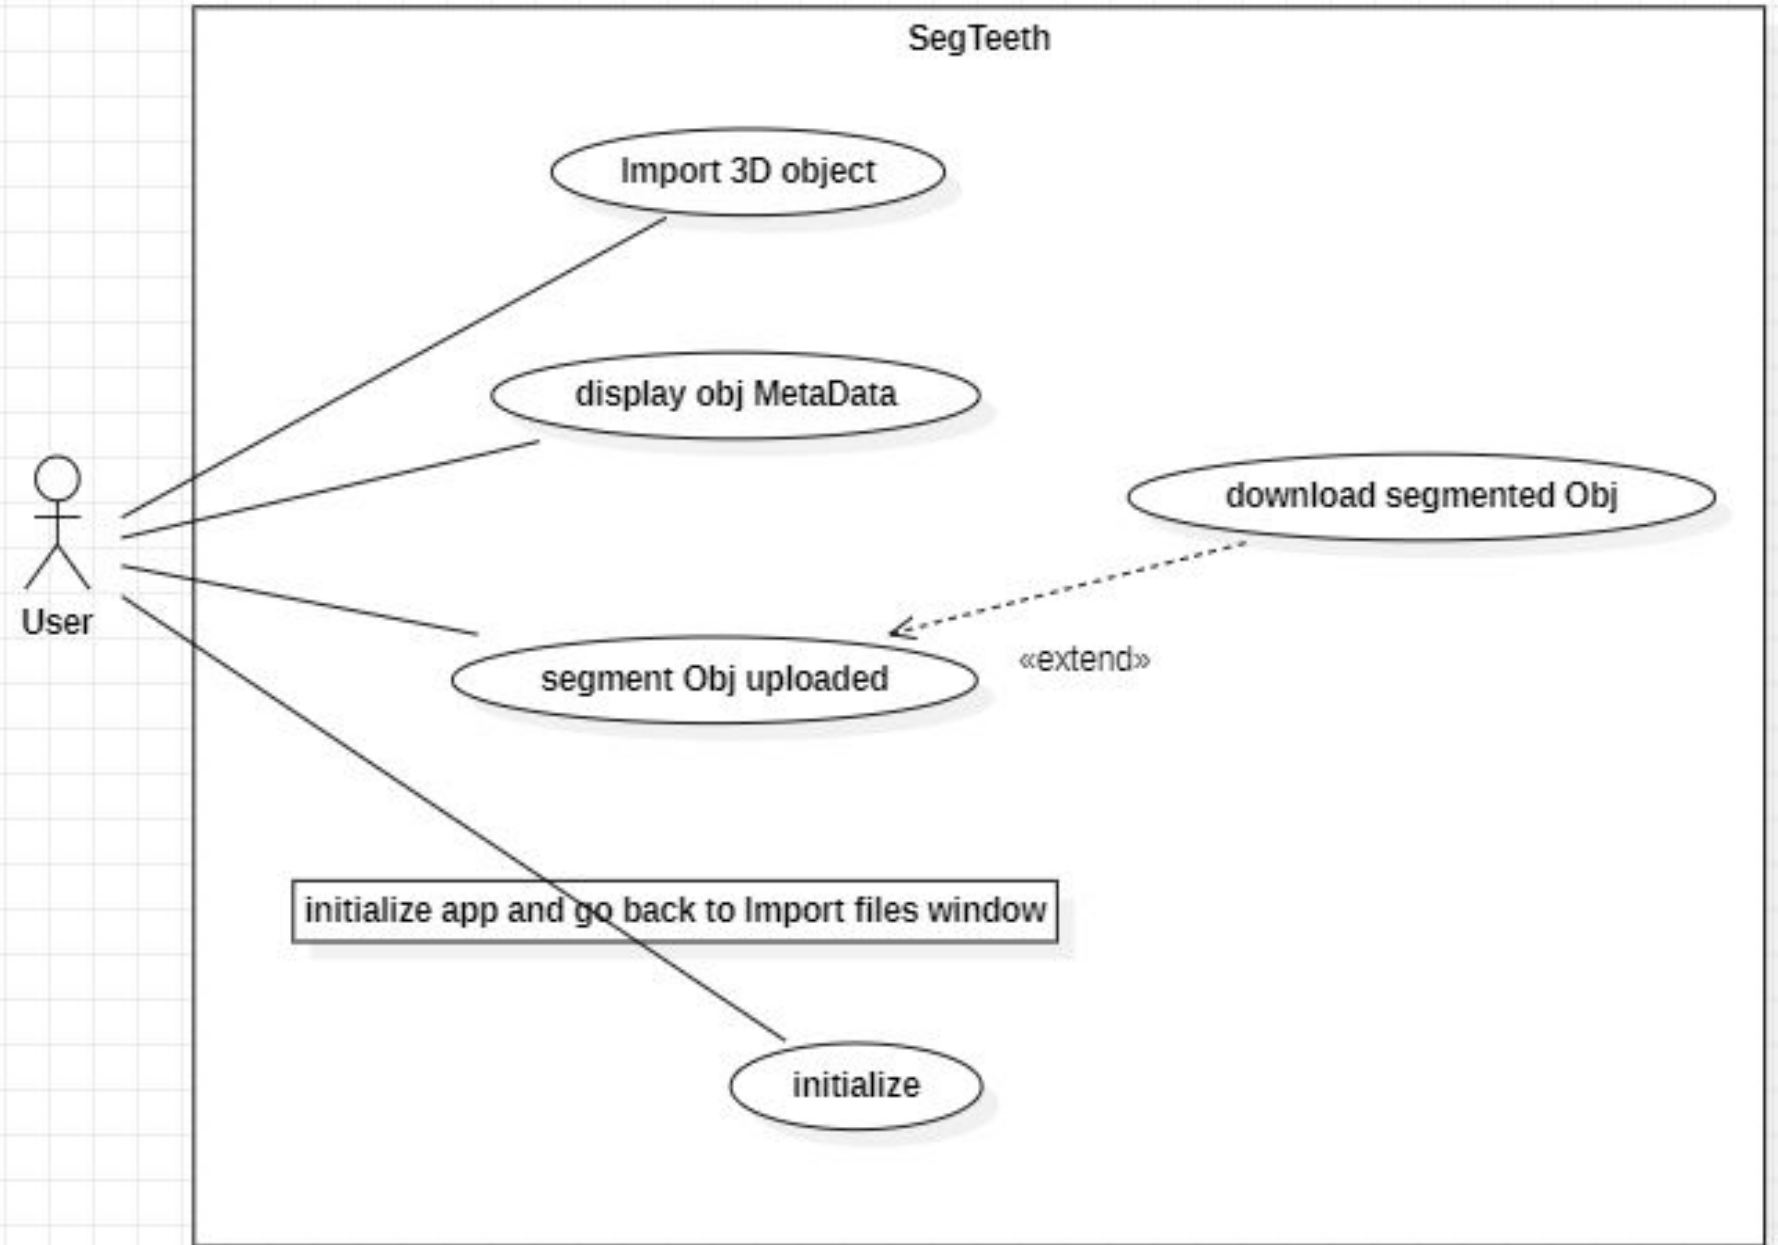 SegTeeth
Import 3D object
display obj MetaData
download segmented Obj
User
«extend»
segment Obj uploaded
initialize app and go back to Import files window
initialize